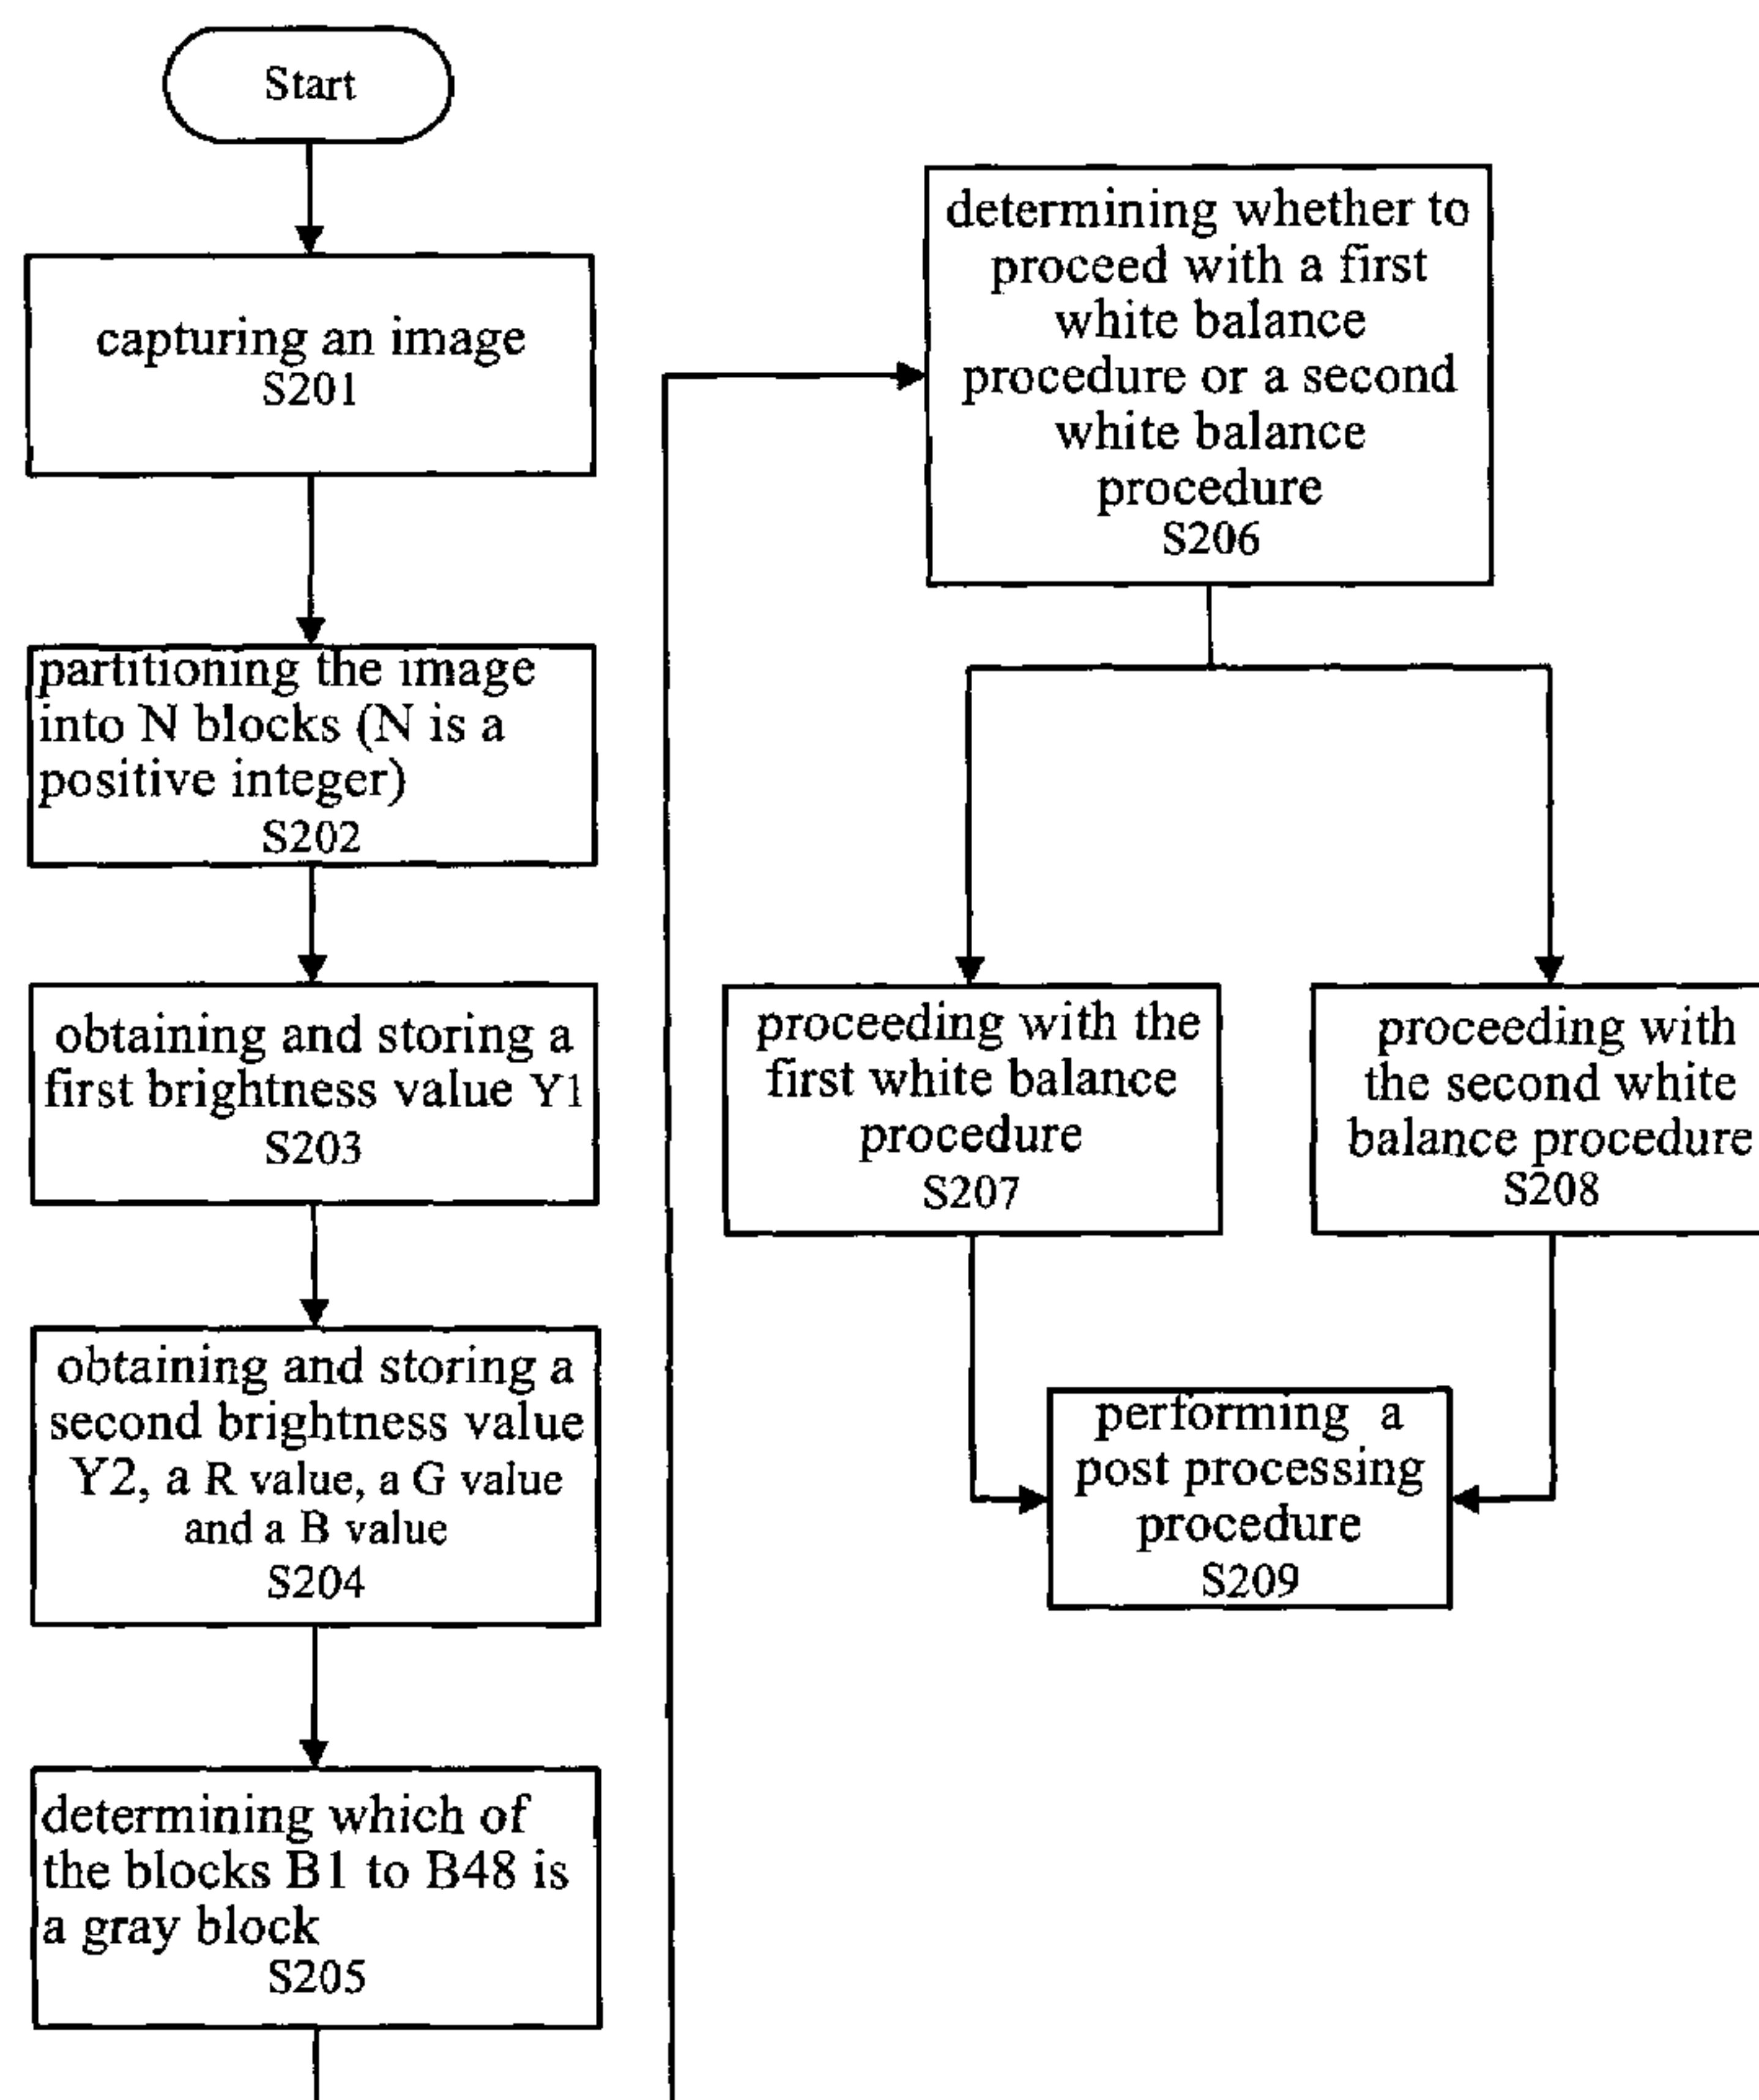 Start
capturing an image
S201
partitioning the image
into N blocks (N is a
positive integer)
S202
obtaining and storing a
first brightness value Y1
S203
obtaining and storing a
second brightness value
Y2, a R value, a G value
and a B value
S204
determining which of
the blocks B1 to B48 is
a gray block
S205
determining whether to
proceed with a first
white balance
procedure or a second
white balance
procedure
S206
proceeding with the
first white balance
procedure
S207
proceeding with
the second white
balance procedure
S208
performing a
post processing
procedure
S209